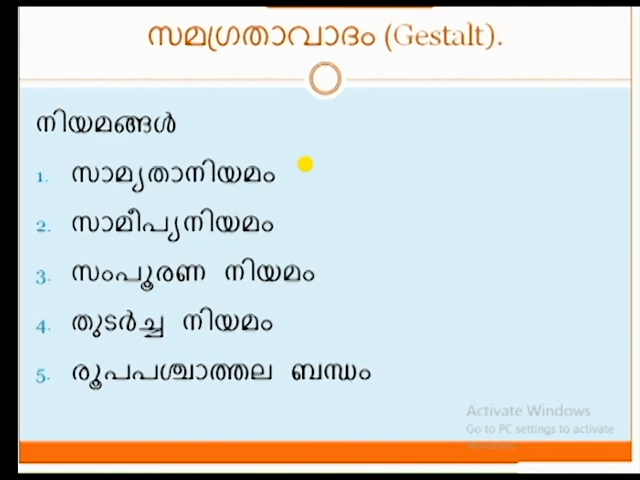 സമഗ്രതാവാദം (Gestalt).
നിയമങ്ങൾ
1. സാമ്യതാനിയമം
2. സാമീപ്യനിയമം
3. സംപൂരണ നിയമം
4. തുടർച്ച നിയമം
5. രൂപപശ്ചാത്തല ബന്ധം
Activate Windows
Go to PC settings to activate
Windows.